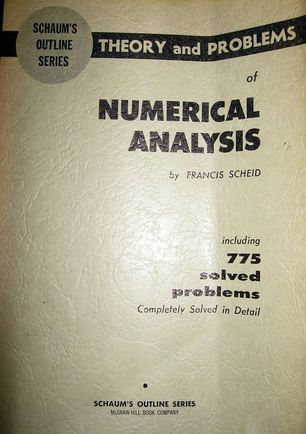 SCHAUM'S
OUTLINE
SERIES
THEORY and PROBLEMS
of
NUMERICAL
ANALYSIS
by FRANCIS SCHEID
including
775
solved
problems
Completely Solved in Detail
SCHAUM'S OUTLINE SERIES
McGRAW-HILL BOOK COMPANY